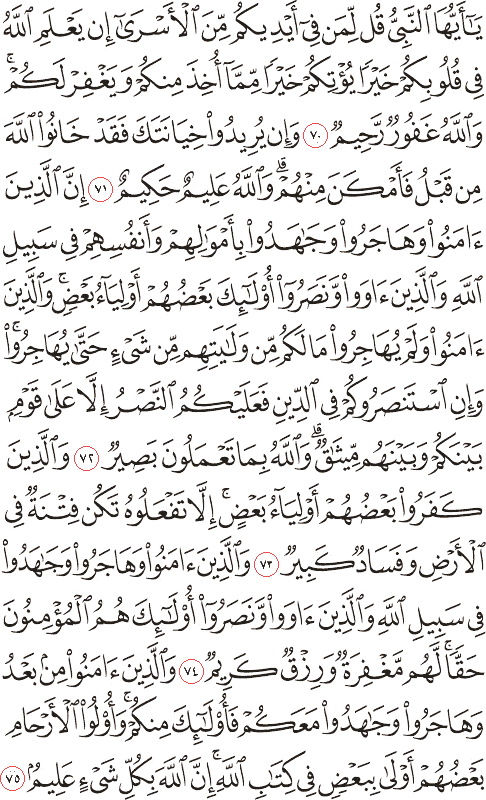 يَـٰٓأَيُّهَا ٱلنَّبِىُّ قُل لِّمَن فِىٓ أَيْدِيكُم مِّنَ ٱلْأَسْرَىٰٓ إِن يَعْلَمِ ٱللَّهُ
فِى قُلُوبِكُمْ خَيْرًا يُؤْتِكُمْ خَيْرًا مِّمَّآ أُخِذَ مِنكُمْ وَيَغْفِرْ لَكُمْ ۗ
وَٱللَّهُ غَفُورٌ رَّحِيمٌ ٧٠ وَإِن يُرِيدُوا۟ خِيَانَتَكَ فَقَدْ خَانُوا۟ ٱللَّهَ
مِن قَبْلُ فَأَمْكَنَ مِنْهُمْ ۗ وَٱللَّهُ عَلِيمٌ حَكِيمٌ ٧١ إِنَّ ٱلَّذِينَ
ءَامَنُوا۟ وَهَاجَرُوا۟ وَجَـٰهَدُوا۟ بِأَمْوَٰلِهِمْ وَأَنفُسِهِمْ فِى سَبِيلِ
ٱللَّهِ وَٱلَّذِينَ ءَاوَوا۟ وَّنَصَرُوٓا۟ أُو۟لَـٰٓئِكَ بَعْضُهُمْ أَوْلِيَآءُ بَعْضٍ ۚ وَٱلَّذِينَ
ءَامَنُوا۟ وَلَمْ يُهَاجِرُوا۟ مَا لَكُم مِّن وَلَـٰيَتِهِم مِّن شَىْءٍ حَتَّىٰ يُهَاجِرُوا۟ ۚ
وَإِنِ ٱسْتَنصَرُوكُمْ فِى ٱلدِّينِ فَعَلَيْكُمُ ٱلنَّصْرُ إِلَّا عَلَىٰ قَوْمٍۭ
بَيْنَكُمْ وَبَيْنَهُم مِّيثَـٰقٌ ۗ وَٱللَّهُ بِمَا تَعْمَلُونَ بَصِيرٌ ٧٢ وَٱلَّذِينَ
كَفَرُوا۟ بَعْضُهُمْ أَوْلِيَآءُ بَعْضٍ ۚ إِلَّا تَفْعَلُوهُ تَكُن فِتْنَةٌ فِى
ٱلْأَرْضِ وَفَسَادٌ كَبِيرٌ ٧٣ وَٱلَّذِينَ ءَامَنُوا۟ وَهَاجَرُوا۟ وَجَـٰهَدُوا۟
فِى سَبِيلِ ٱللَّهِ وَٱلَّذِينَ ءَاوَوا۟ وَّنَصَرُوٓا۟ أُو۟لَـٰٓئِكَ هُمُ ٱلْمُؤْمِنُونَ
حَقًّا ۚ لَّهُم مَّغْفِرَةٌ وَرِزْقٌ كَرِيمٌ ٧٤ وَٱلَّذِينَ ءَامَنُوا۟ مِنۢ بَعْدُ
وَهَاجَرُوا۟ وَجَـٰهَدُوا۟ مَعَكُمْ فَأُو۟لَـٰٓئِكَ مِنكُمْ ۚ وَأُو۟لُوا۟ ٱلْأَرْحَامِ
بَعْضُهُمْ أَوْلَىٰ بِبَعْضٍ فِى كِتَـٰبِ ٱللَّهِ ۗ إِنَّ ٱللَّهَ بِكُلِّ شَىْءٍ عَلِيمٌۢ ٧٥